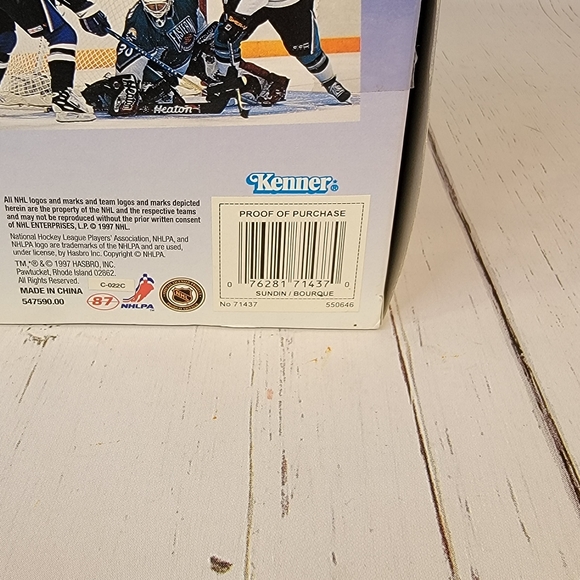 EASTERN
30
Heaton
Kenner
All NHL logos and marks and team logos and marks depicted
herein are the property of the NHL and the respective teams
and may not be reproduced without the prior written consent
of NHL ENTERPRISES, L.P. © 1997 NHL.
National Hockey League Players' Association, NHLPA, and
NHLPA logo are trademarks of the NHLPA and are used,
under license, by Hasbro Inc. Copyright © NHLPA.
TM,*® & © 1997 HASBRO, INC.
Pawtucket, Rhode Island 02862.
All Rights Reserved.
MADE IN CHINA
547590.00
C-022C
87
NHLPA
PROOF OF PURCHASE
0 76281 71437 0
SUNDIN / BOURQUE
No 71437 550646